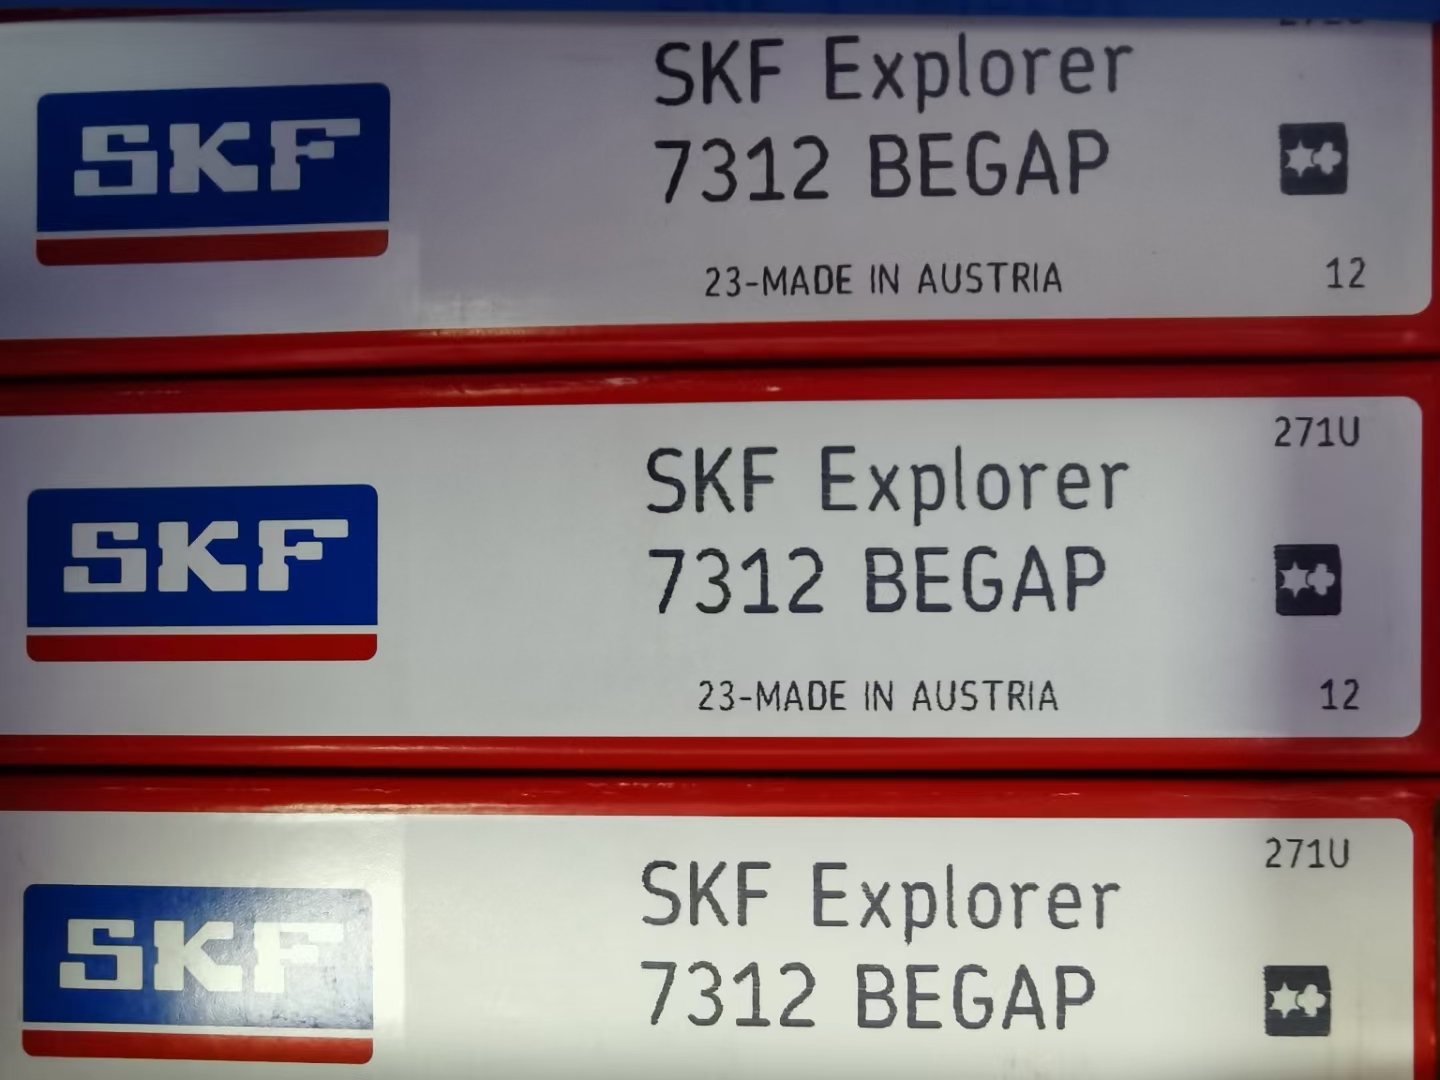 SKF
SKF Explorer
7312 BEGAP
23-MADE IN AUSTRIA
12
271U
SKF
SKF Explorer
7312 BEGAP
23-MADE IN AUSTRIA
12
271U
SKF
SKF Explorer
7312 BEGAP